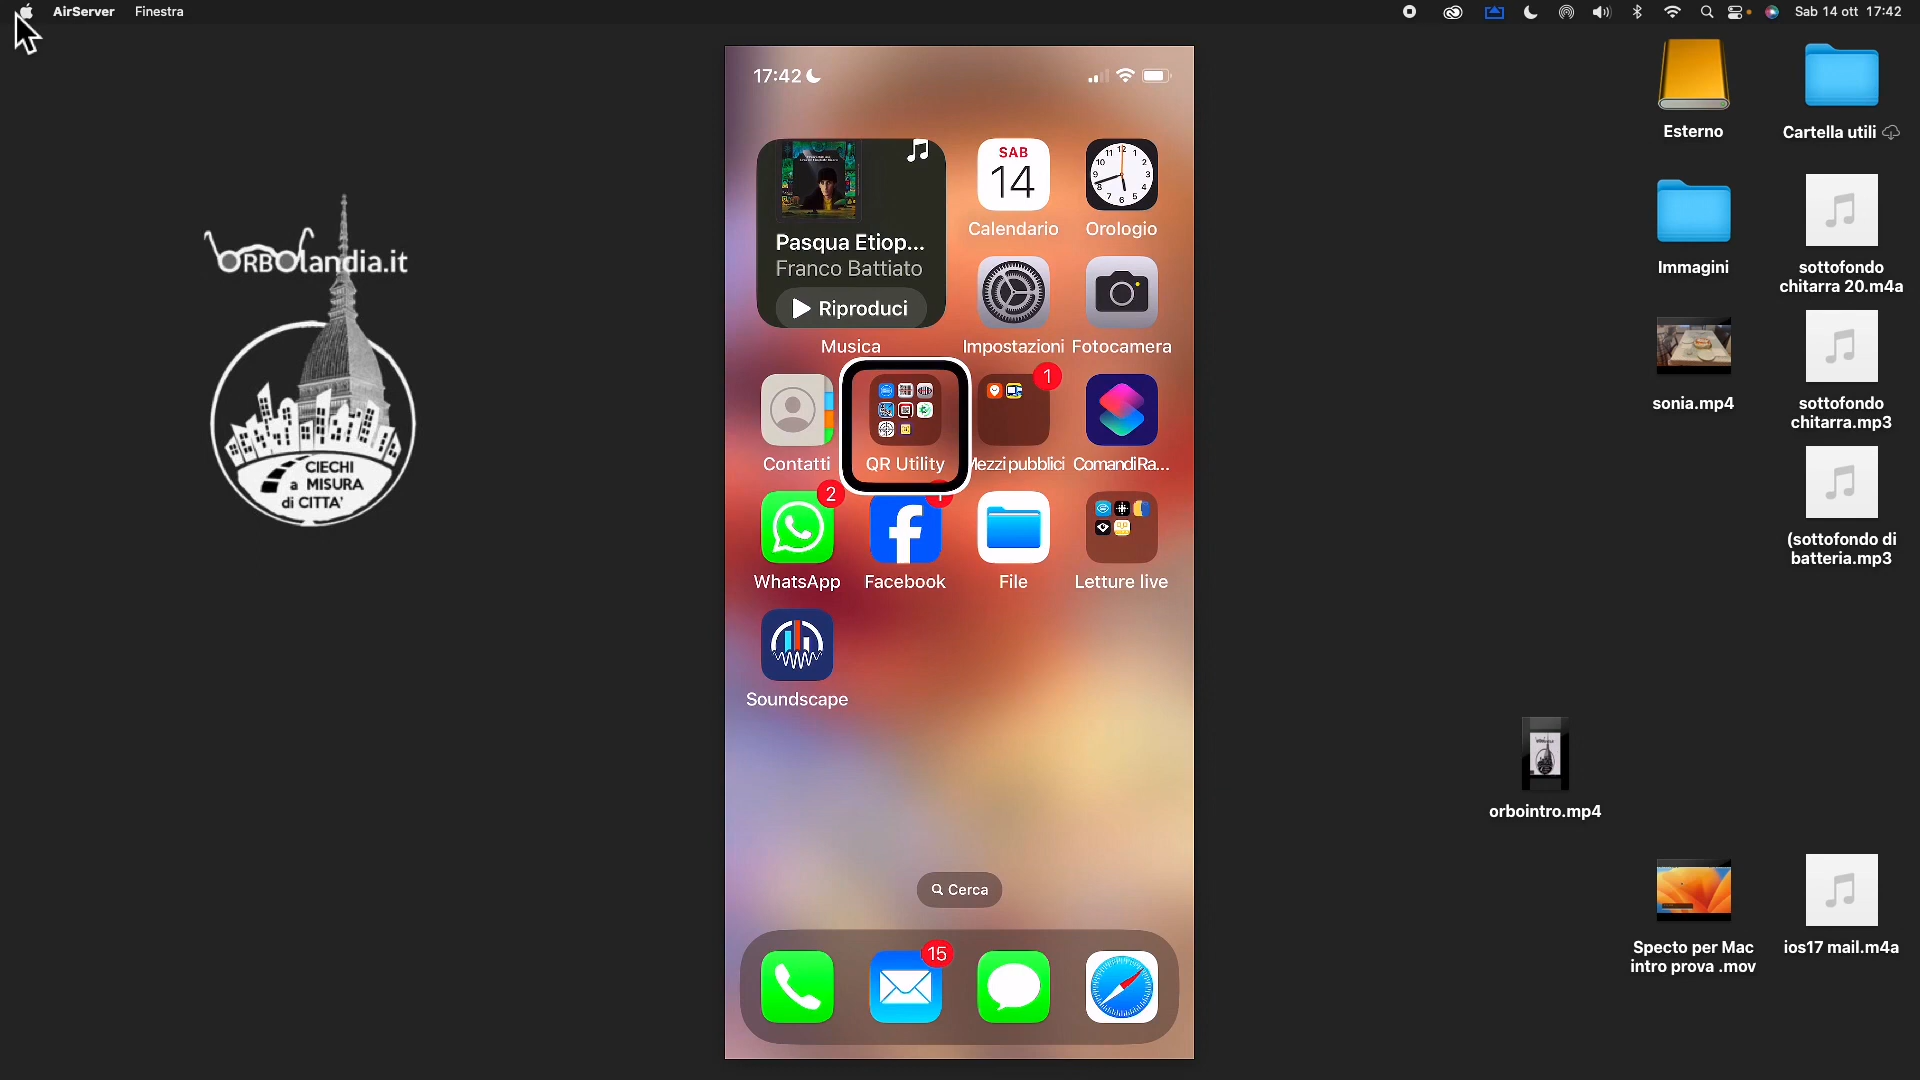 AirServer Finestra
Sab 14 ott 17:42
ORBOlandia.it
CIECHI
a MISURA
di CITTA'
17:42
Pasqua Etiop...
Franco Battiato
Riproduci
Musica
SAB
14
Calendario
Orologio
Impostazioni
Fotocamera
Contatti
QR Utility
1
Mezzi pubblici
ComandiRa...
2
WhatsApp
1
Facebook
File
Letture live
Soundscape
Cerca
15
Esterno
Cartella utili
Immagini
sottofondo
chitarra 20.m4a
sonia.mp4
sottofondo
chitarra.mp3
(sottofondo di
batteria.mp3
orbointro.mp4
Specto per Mac
intro prova .mov
ios17 mail.m4a